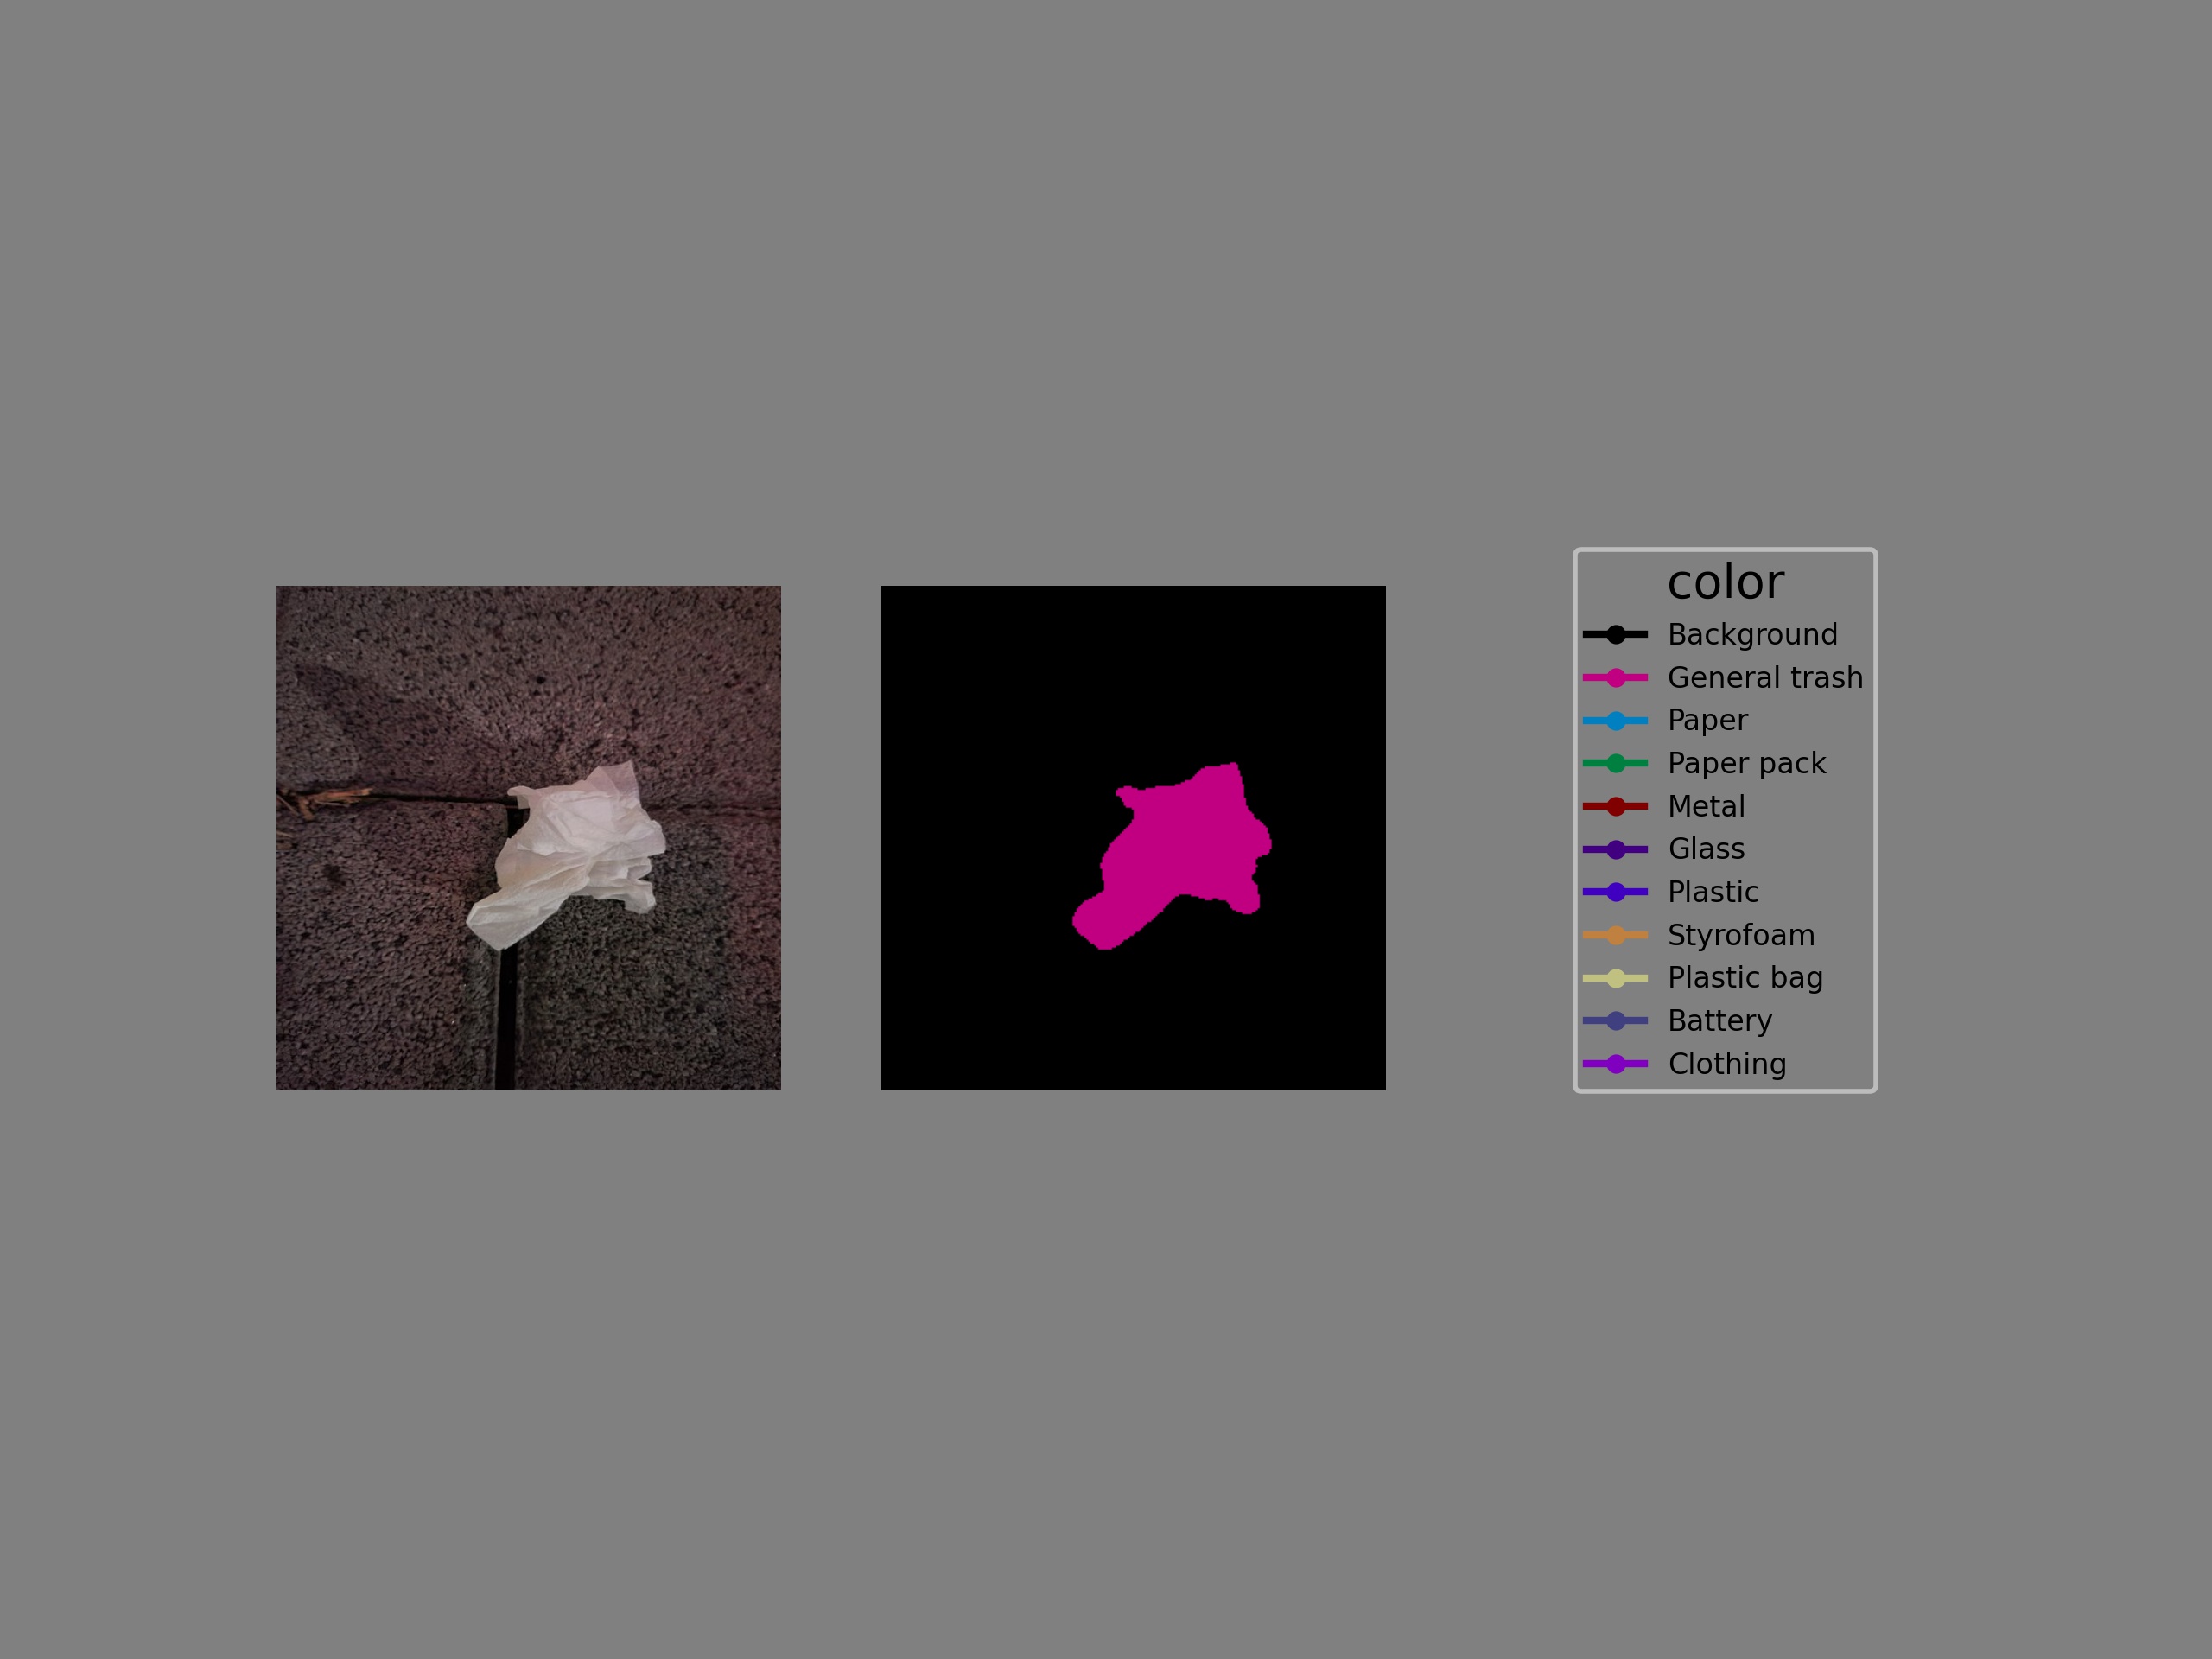 color
Background
General trash
Paper
Paper pack
Metal
Glass
Plastic
Styrofoam
Plastic bag
Battery
Clothing